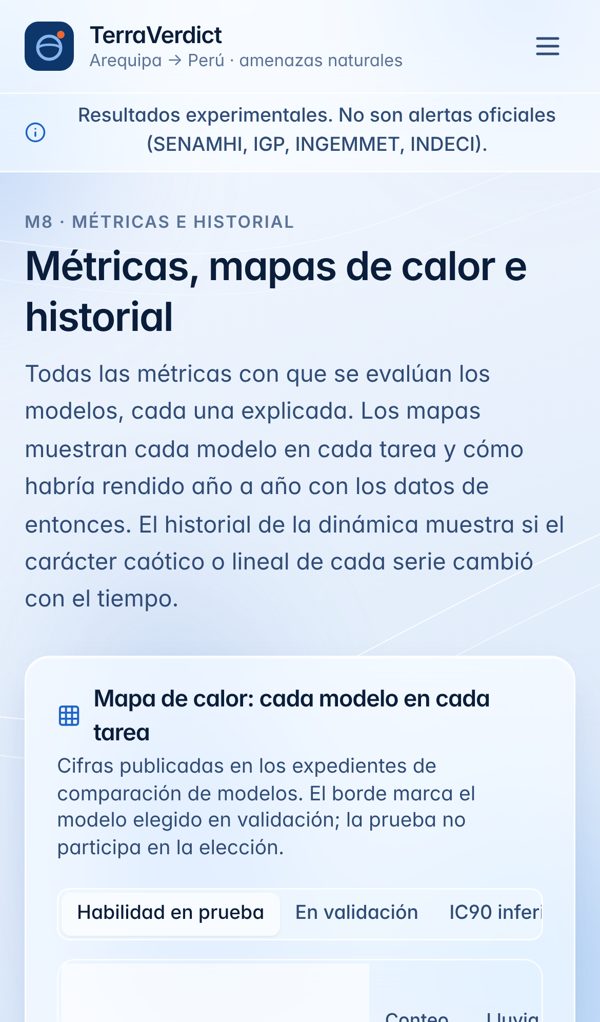 TerraVerdict
Arequipa → Perú · amenazas naturales
Resultados experimentales. No son alertas oficiales
(SENAMHI, IGP, INGEMMET, INDECI).
M8 · MÉTRICAS E HISTORIAL
Métricas, mapas de calor e
historial
Todas las métricas con que se evalúan los
modelos, cada una explicada. Los mapas
muestran cada modelo en cada tarea y cómo
habría rendido año a año con los datos de
entonces. El historial de la dinámica muestra si el
carácter caótico o lineal de cada serie cambió
con el tiempo.
Mapa de calor: cada modelo en cada
tarea
Cifras publicadas en los expedientes de
comparación de modelos. El borde marca el
modelo elegido en validación; la prueba no
participa en la elección.
Habilidad en prueba En validación IC90 inferi
Conteo Lluvia